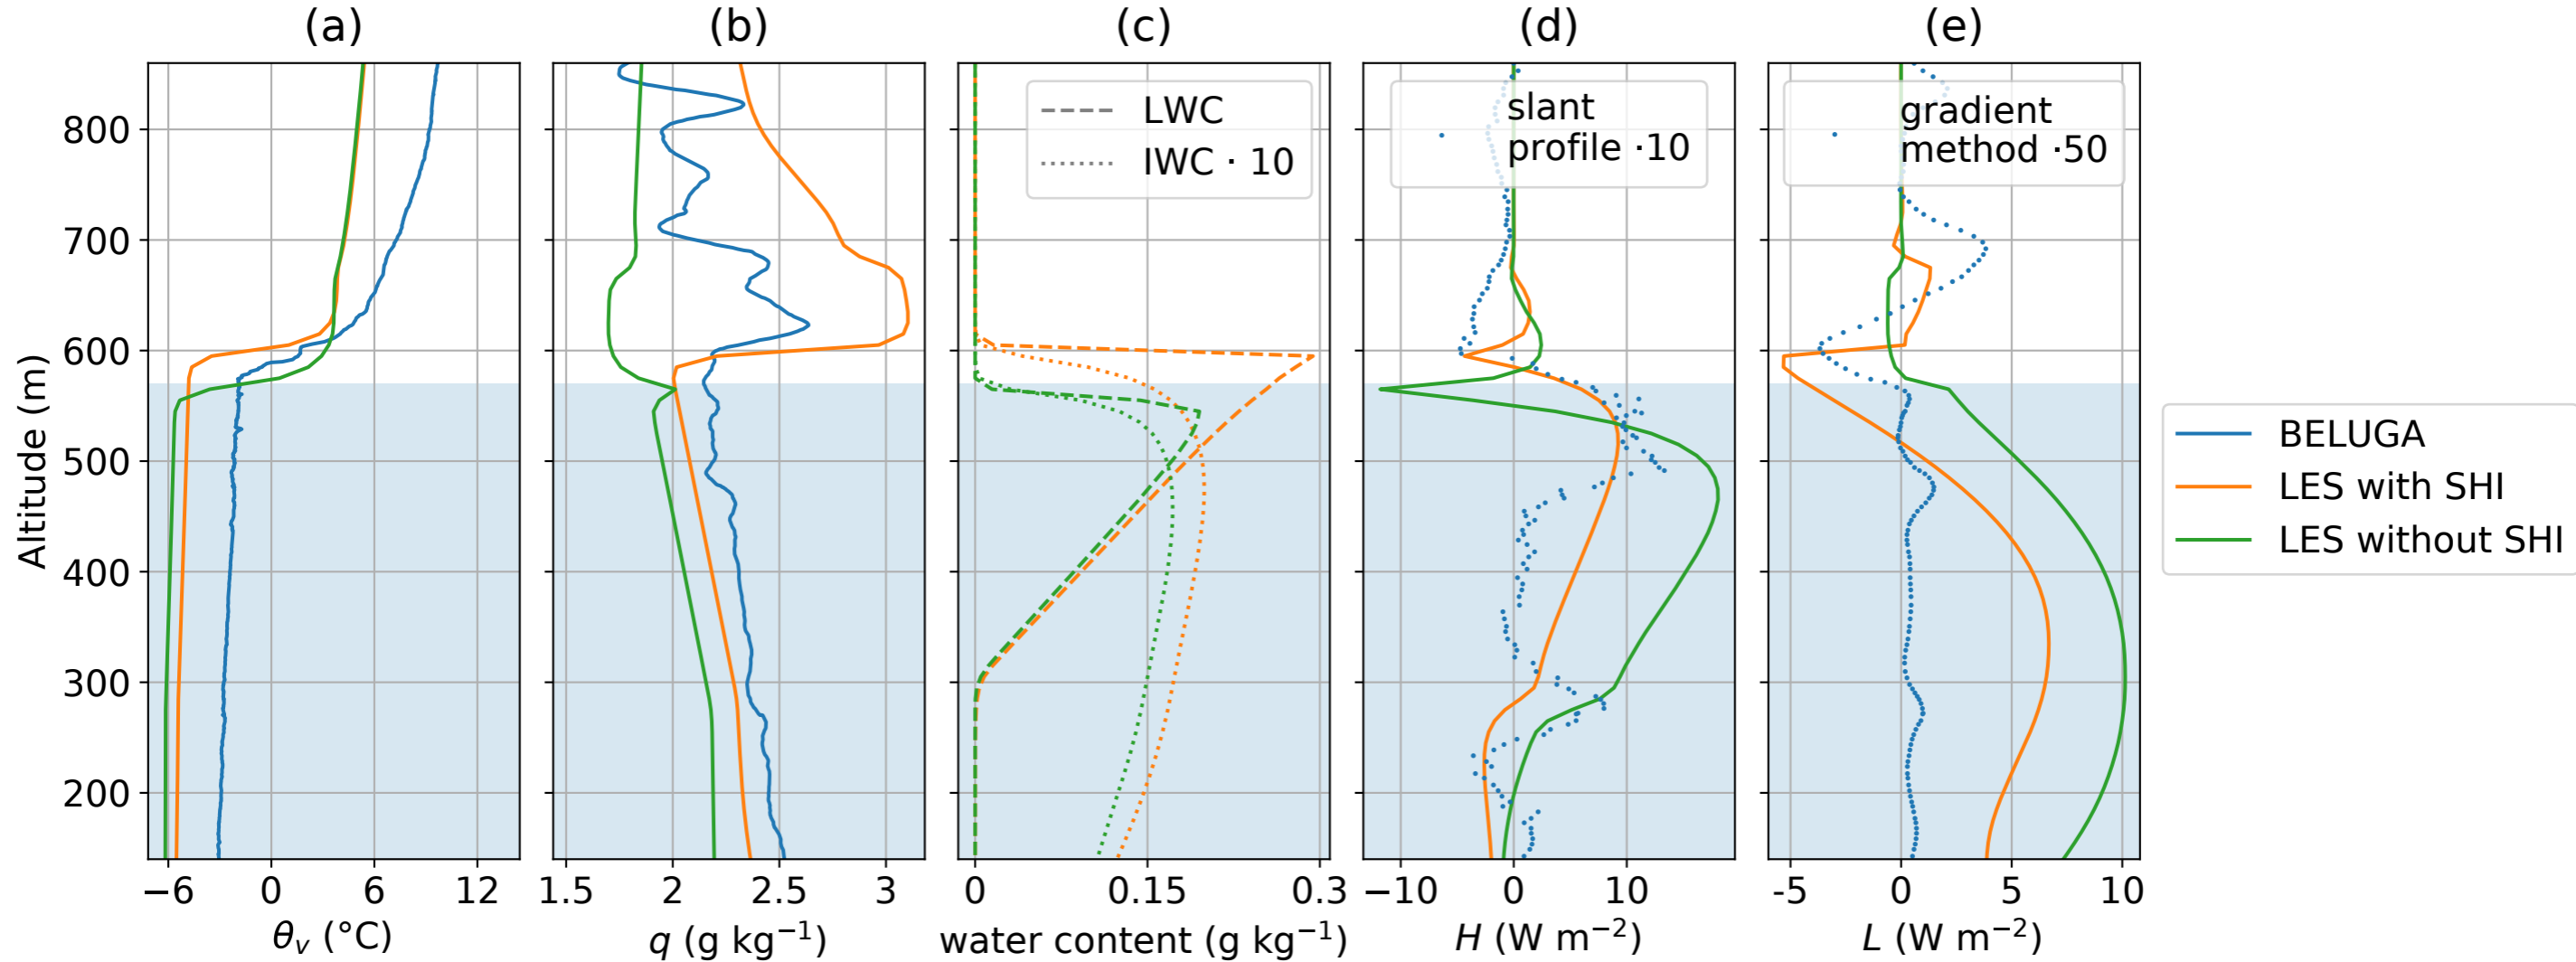 (a) (b) (c) (d) (e)
Altitude (m)
800
700
600
500
400
300
200
LWC
IWC · 10
slant
profile ·10
gradient
method ·50
BELUGA
LES with SHI
LES without SHI
−6 0 6 12
1.5 2 2.5 3
0 0.15 0.3
−10 0 10
-5 0 5 10
θv (°C)
q (g kg⁻¹)
water content (g kg⁻¹)
H (W m⁻²)
L (W m⁻²)